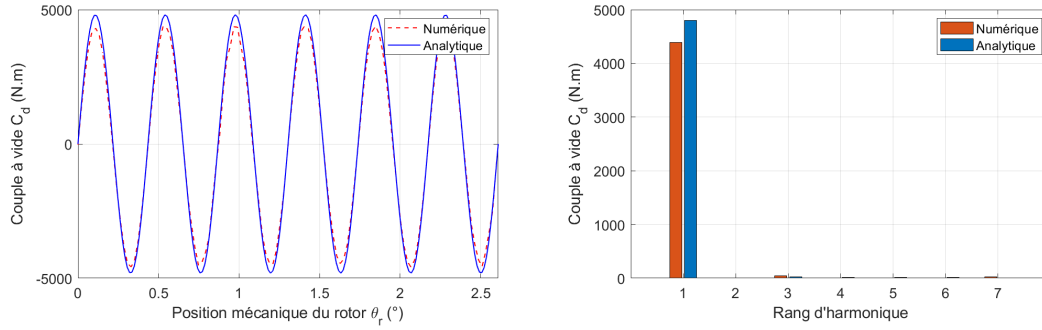 Couple à vide C_d (N.m)
5000
0
-5000
Numérique
Analytique
0
0.5
1
1.5
2
2.5
Position mécanique du rotor θ_r (°)
Couple à vide C_d (N.m)
5000
4000
3000
2000
1000
0
Numérique
Analytique
1
2
3
4
5
6
7
Rang d'harmonique